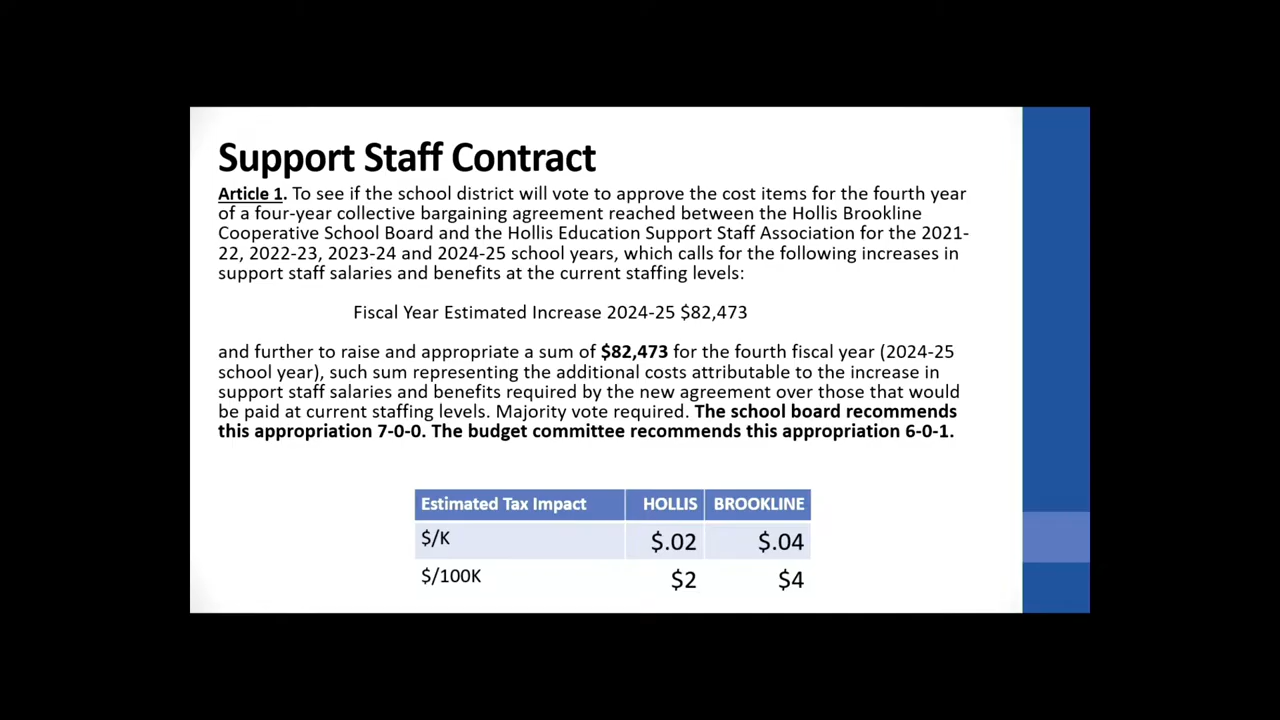 Support Staff Contract
Article 1. To see if the school district will vote to approve the cost items for the fourth year
of a four-year collective bargaining agreement reached between the Hollis Brookline
Cooperative School Board and the Hollis Education Support Staff Association for the 2021-
22, 2022-23, 2023-24 and 2024-25 school years, which calls for the following increases in
support staff salaries and benefits at the current staffing levels:
Fiscal Year Estimated Increase 2024-25 $82,473
and further to raise and appropriate a sum of $82,473 for the fourth fiscal year (2024-25
school year), such sum representing the additional costs attributable to the increase in
support staff salaries and benefits required by the new agreement over those that would
be paid at current staffing levels. Majority vote required. The school board recommends
this appropriation 7-0-0. The budget committee recommends this appropriation 6-0-1.
Estimated Tax Impact HOLLIS BROOKLINE
$/K $.02 $.04
$/100K $2 $4